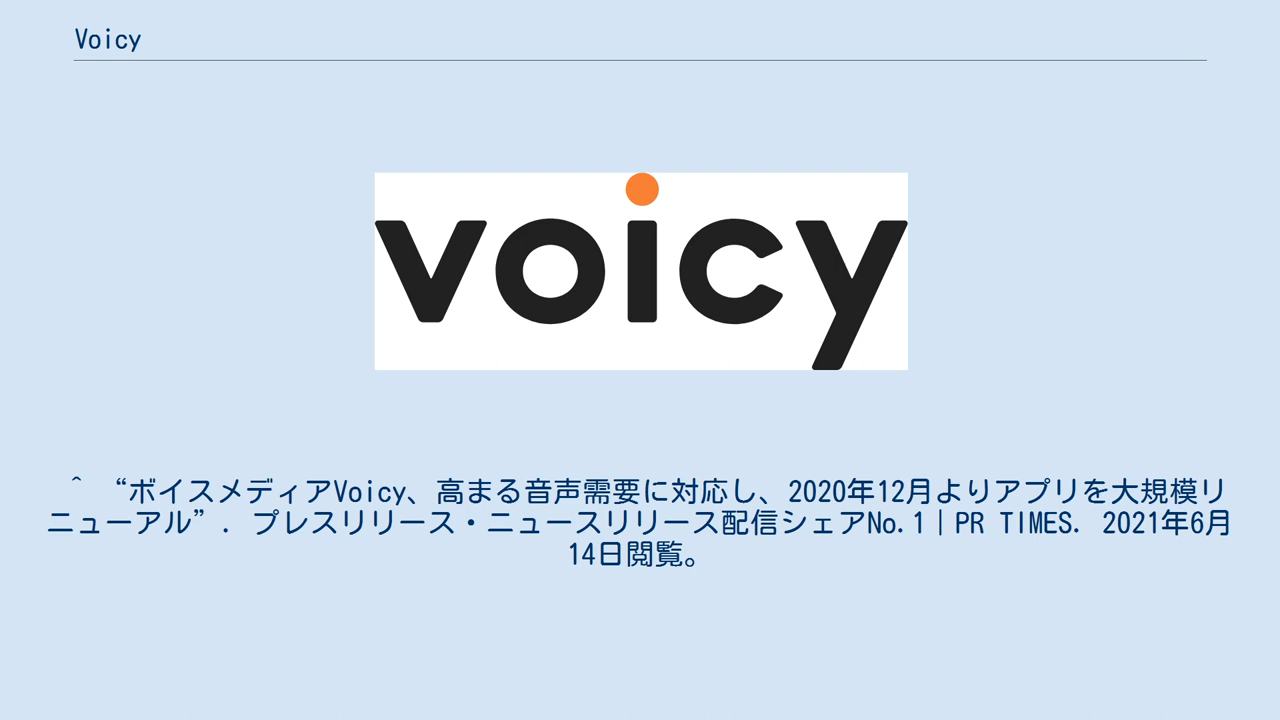 Voicy
voicy
^ “ボイスメディアVoicy、高まる音声需要に対応し、2020年12月よりアプリを大規模リ
ニューアル”. プレスリリース・ニュースリリース配信シェアNo.1|PR TIMES. 2021年6月
14日閲覧。